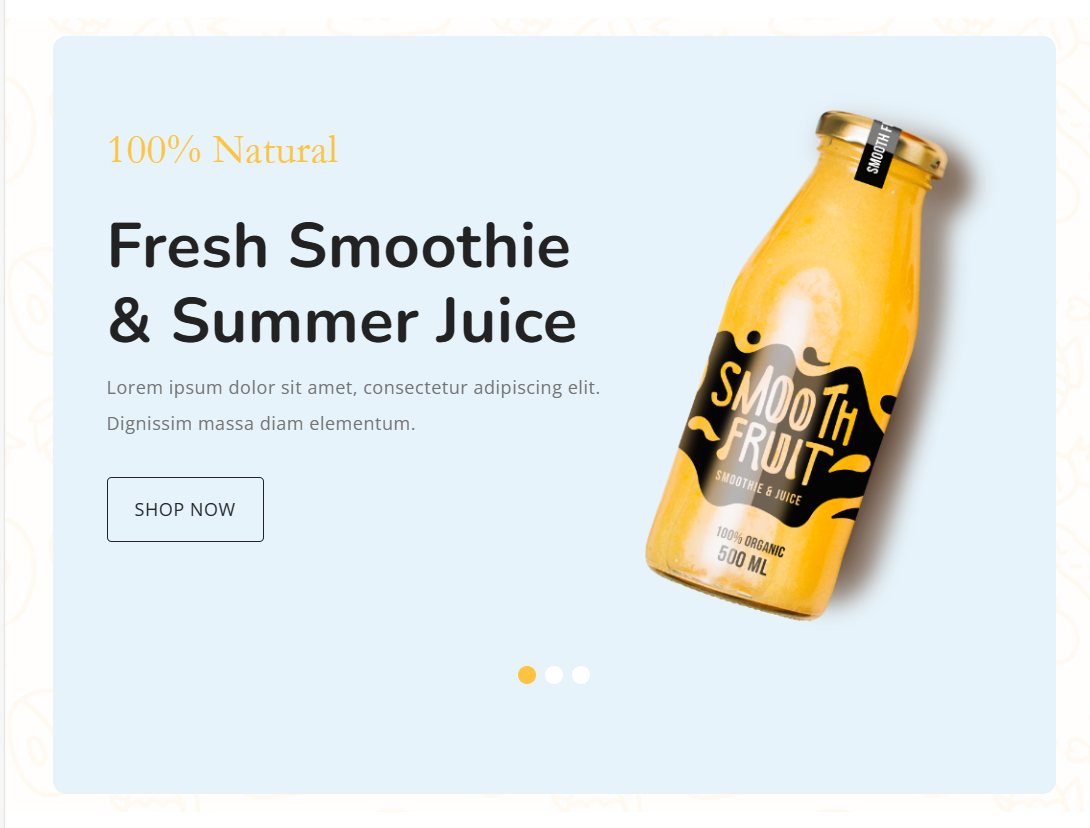 100% Natural
Fresh Smoothie
& Summer Juice
Lorem ipsum dolor sit amet, consectetur adipiscing elit.
Dignissim massa diam elementum.
SHOP NOW
SMOOTH F
SMOOTH
FRUIT
SMOOTHIE & JUICE
100% ORGANIC
500 ML